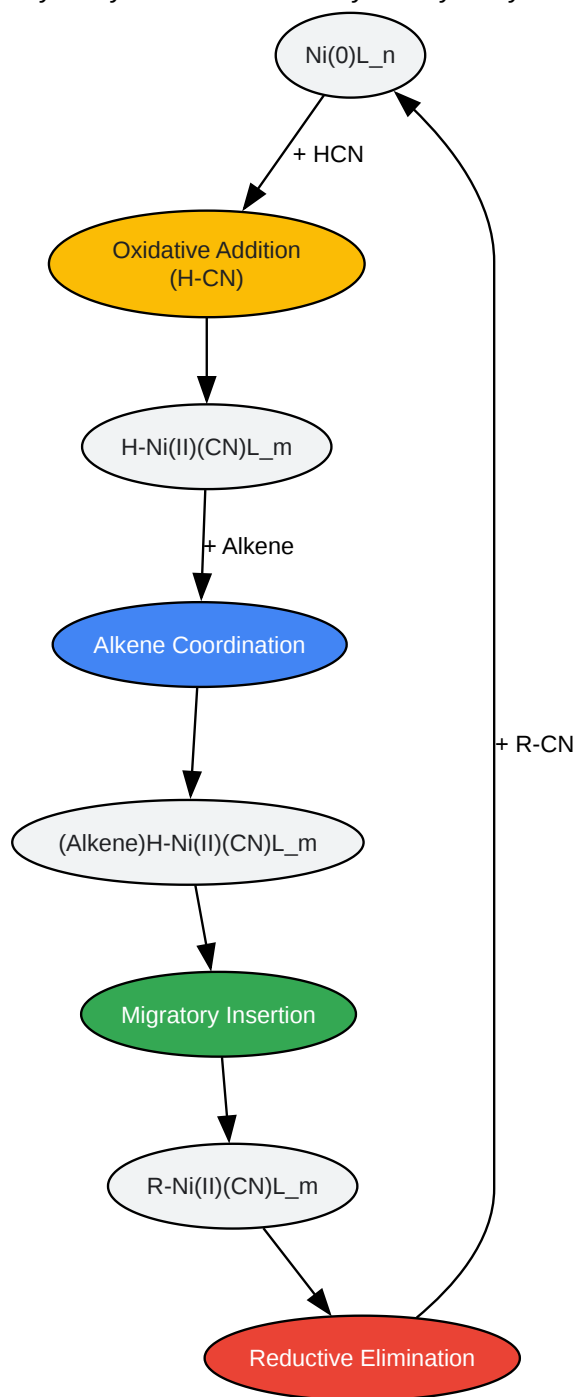 Ni(0)L_n
+ HCN
Oxidative Addition
(H-CN)
H-Ni(II)(CN)L_m
+ Alkene
Alkene Coordination
+ R-CN
(Alkene)H-Ni(II)(CN)L_m
Migratory Insertion
R-Ni(II)(CN)L_m
Reductive Elimination